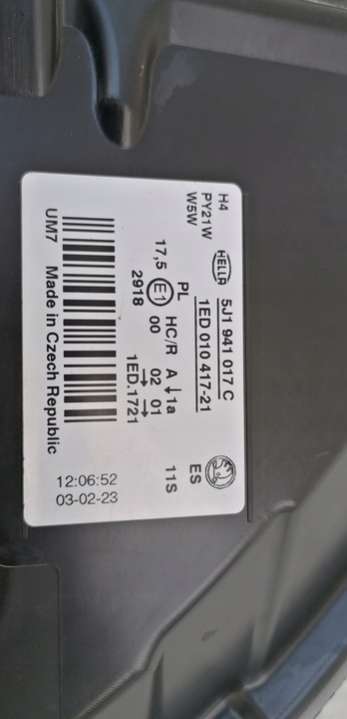 H4
PY21W
W5W
HELLA
5J1 941 017 C
1ED 010 417-21
ES
11S
PL
17,5 E1 HC/R A ↓1a
00 02 01
2918 → →
1ED.1721
UM7 Made in Czech Republic
12:06:52
03-02-23